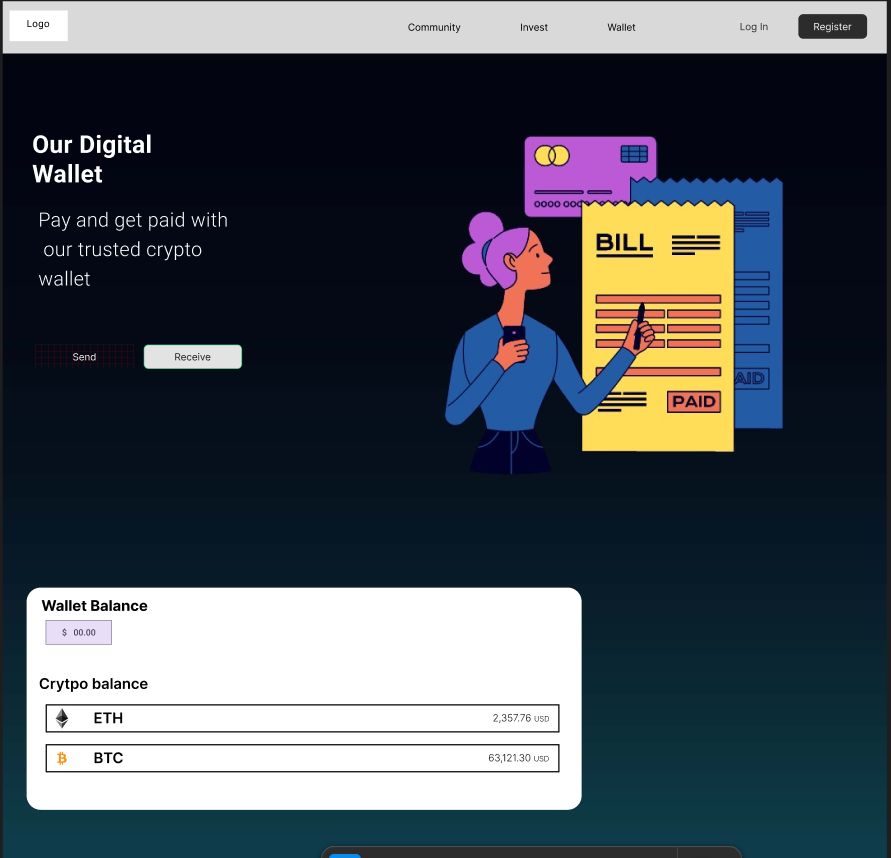 Logo
Community Invest Wallet Log In Register
Our Digital
Wallet
Pay and get paid with
our trusted crypto
wallet
Send Receive
BILL
PAID
AID
Wallet Balance
$ 00.00
Crytpo balance
ETH 2,357.76 USD
BTC 63,121.30 USD